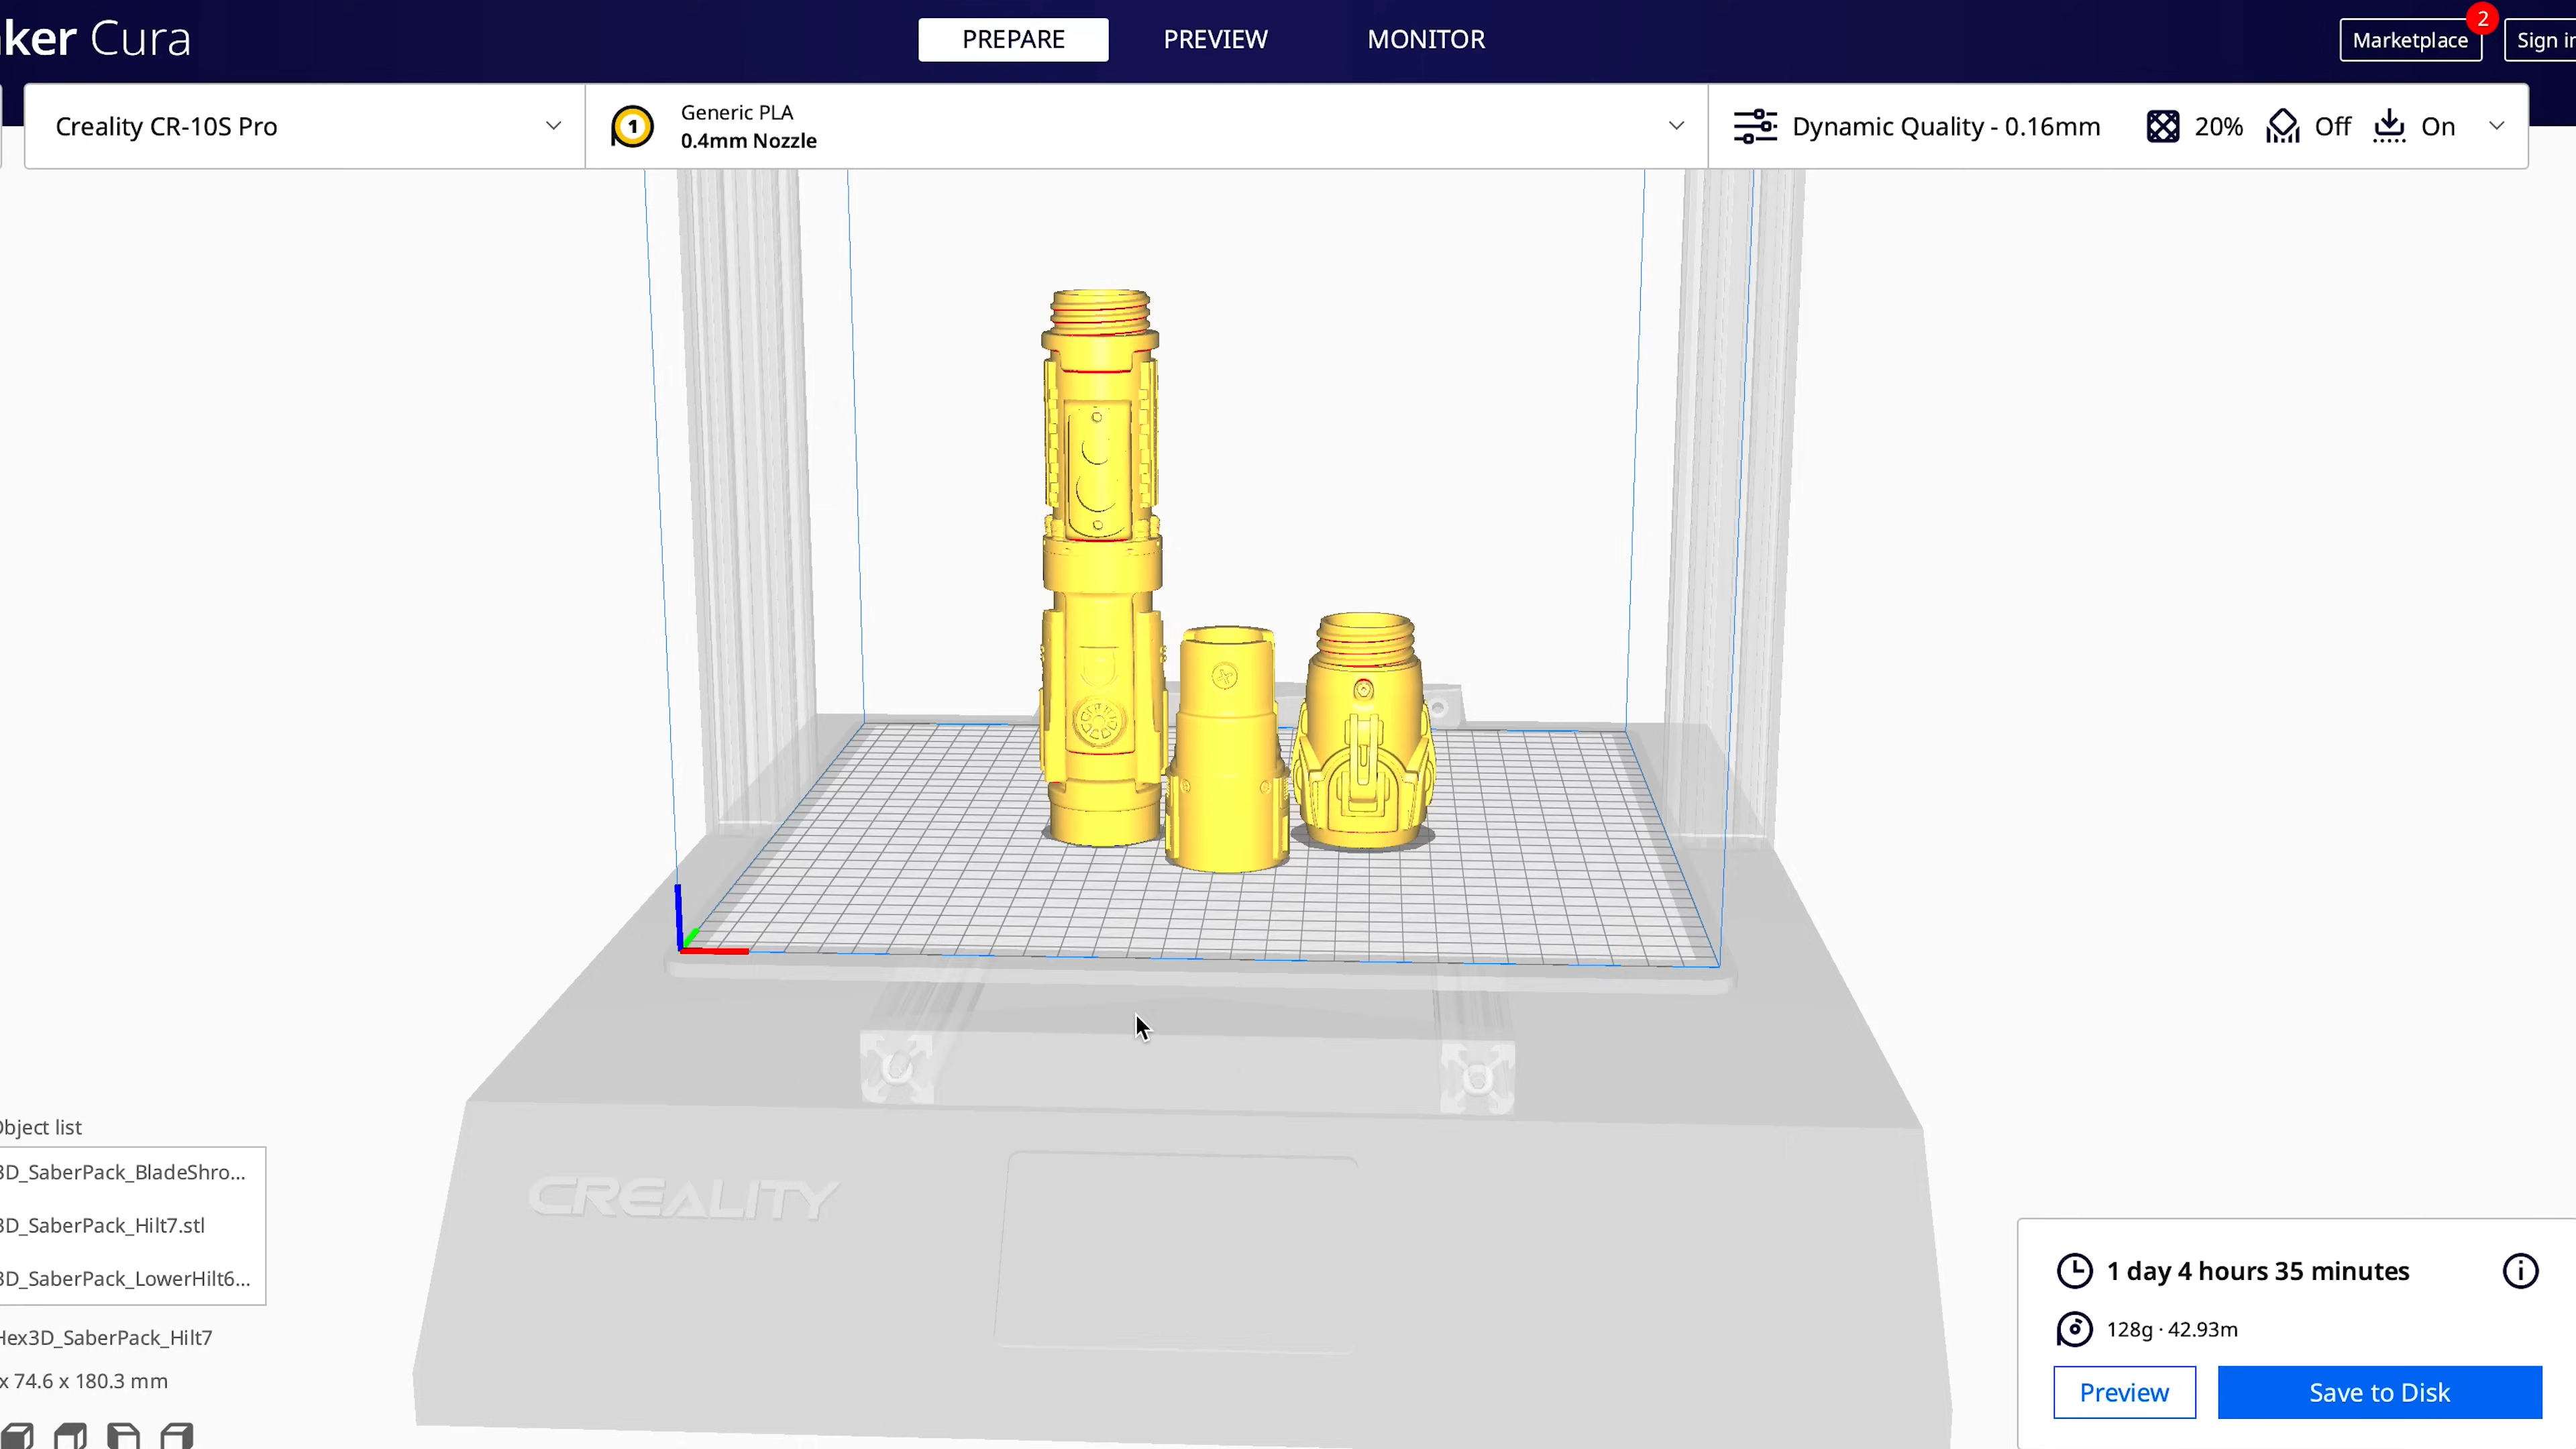 ker Cura
PREPARE
PREVIEW
MONITOR
Marketplace
2
Sign in
Creality CR-10S Pro
1
Generic PLA
0.4mm Nozzle
Dynamic Quality - 0.16mm
20%
Off
On
CREALITY
Object list
3D_SaberPack_BladeShro...
3D_SaberPack_Hilt7.stl
3D_SaberPack_LowerHilt6...
Hex3D_SaberPack_Hilt7
x 74.6 x 180.3 mm
1 day 4 hours 35 minutes
128g · 42.93m
Preview
Save to Disk